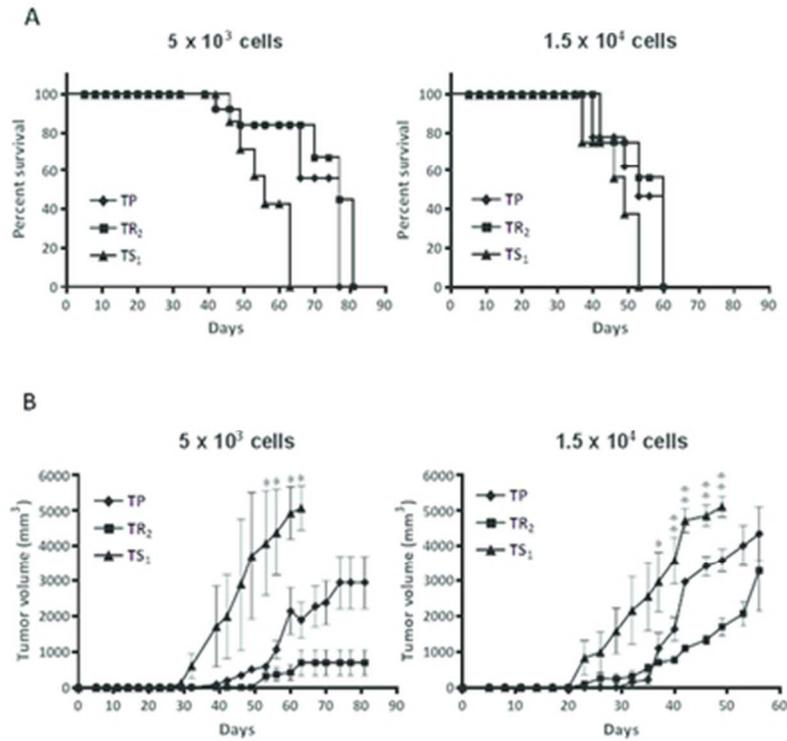 A
5 x 10³ cells
1.5 x 10⁴ cells
Percent survival
100
80
60
40
20
0
TP
TR₂
TS₁
0 10 20 30 40 50 60 70 80 90
Days
Percent survival
100
80
60
40
20
0
TP
TR₂
TS₁
0 10 20 30 40 50 60 70 80 90
Days
B
5 x 10³ cells
1.5 x 10⁴ cells
Tumor volume (mm³)
6000
5000
4000
3000
2000
1000
0
TP
TR₂
TS₁
* * * *
0 10 20 30 40 50 60 70 80 90
Days
Tumor volume (mm³)
6000
5000
4000
3000
2000
1000
0
TP
TR₂
TS₁
0 10 20 30 40 50 60
Days